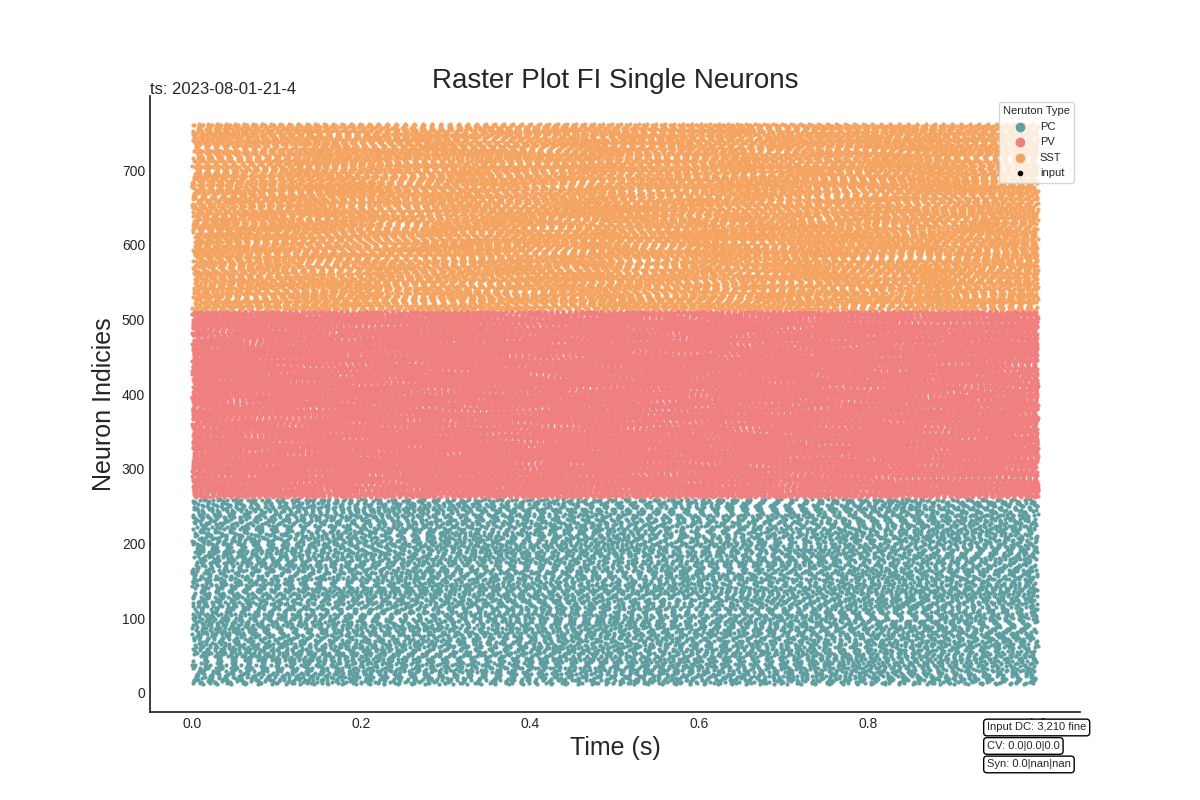 Raster Plot FI Single Neurons
ts: 2023-08-01-21-4
Neruton Type
PC
PV
SST
input
700
600
500
400
300
200
100
0
Neuron Indicies
0.0
0.2
0.4
0.6
0.8
Time (s)
Input DC: 3,210 fine
CV: 0.0|0.0|0.0
Syn: 0.0|nan|nan